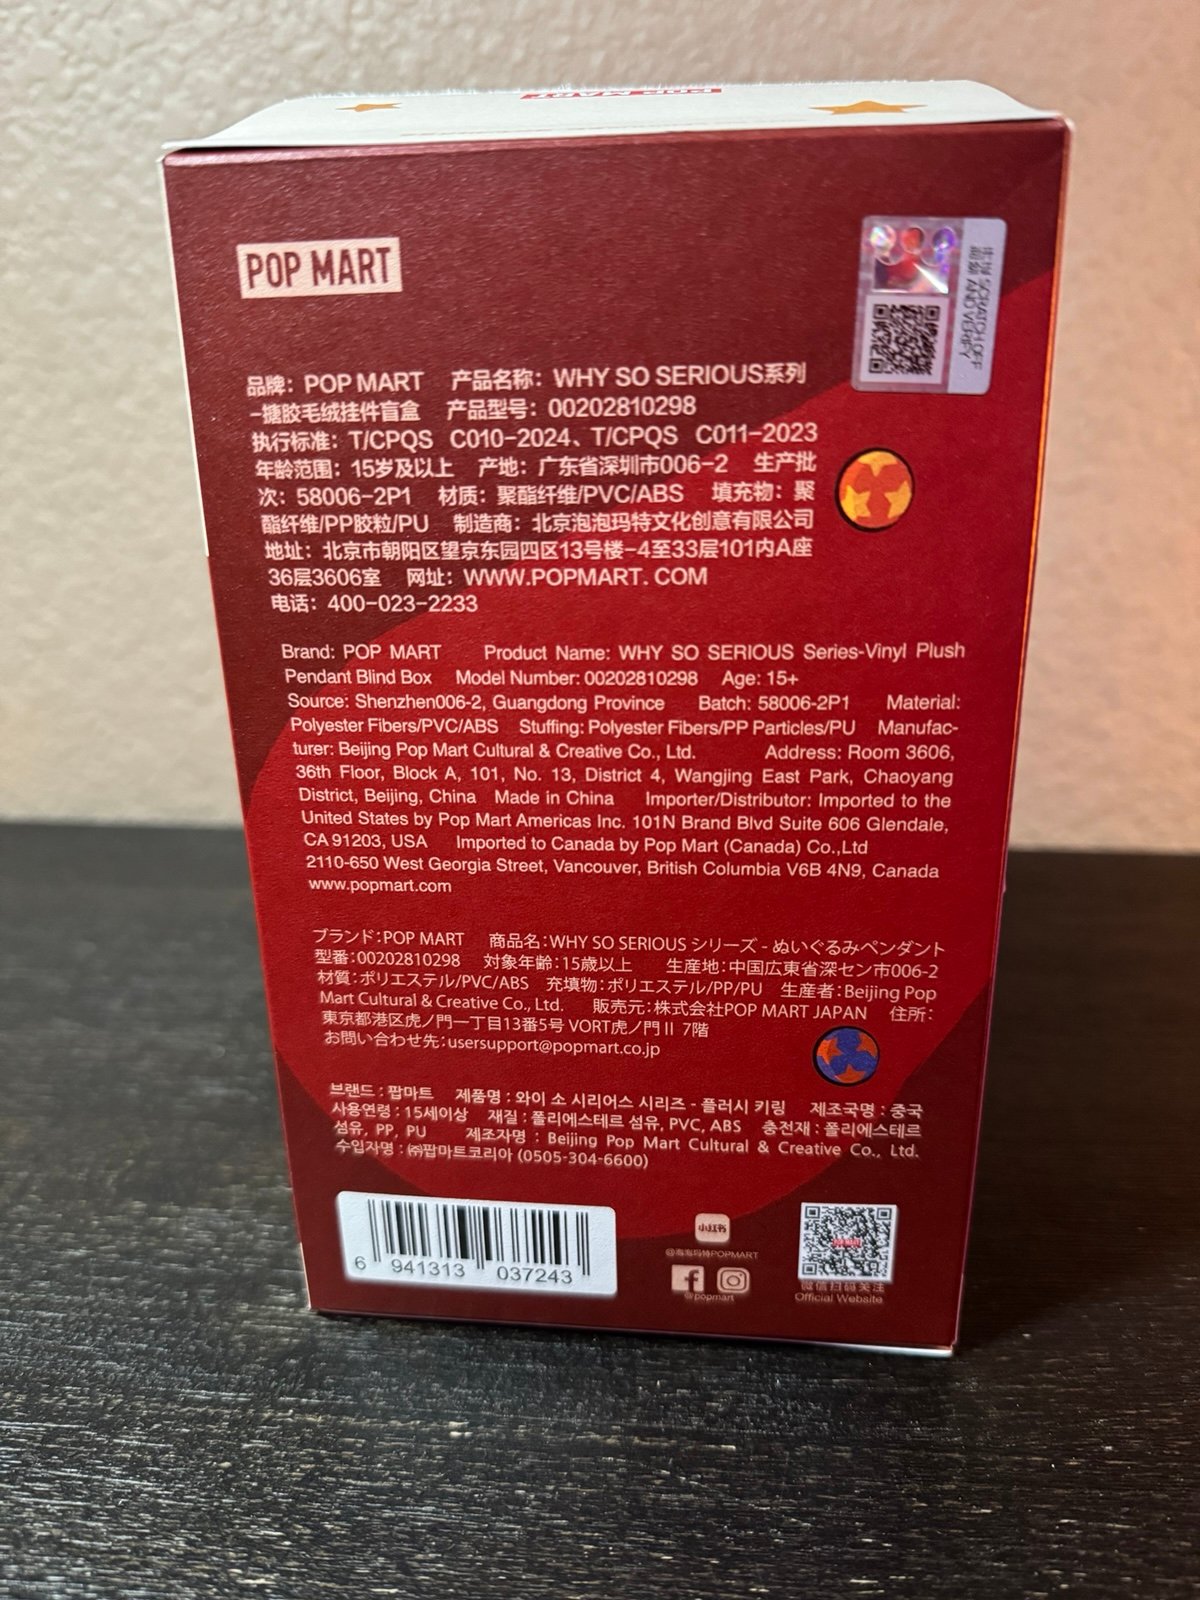 POP MART
POP MART
SCRATCH OFF
AND VERIFY
品牌：POP MART 产品名称：WHY SO SERIOUS系列
-搪胶毛绒挂件盲盒 产品型号：00202810298
执行标准：T/CPQS C010-2024、T/CPQS C011-2023
年龄范围：15岁及以上 产地：广东省深圳市006-2 生产批
次：58006-2P1 材质：聚酯纤维/PVC/ABS 填充物：聚
酯纤维/PP胶粒/PU 制造商：北京泡泡玛特文化创意有限公司
地址：北京市朝阳区望京东园四区13号楼-4至33层101内A座
36层3606室 网址：WWW.POPMART. COM
电话：400-023-2233
Brand: POP MART Product Name: WHY SO SERIOUS Series-Vinyl Plush
Pendant Blind Box Model Number: 00202810298 Age: 15+
Source: Shenzhen006-2, Guangdong Province Batch: 58006-2P1 Material:
Polyester Fibers/PVC/ABS Stuffing: Polyester Fibers/PP Particles/PU Manufac-
turer: Beijing Pop Mart Cultural & Creative Co., Ltd. Address: Room 3606,
36th Floor, Block A, 101, No. 13, District 4, Wangjing East Park, Chaoyang
District, Beijing, China Made in China Importer/Distributor: Imported to the
United States by Pop Mart Americas Inc. 101N Brand Blvd Suite 606 Glendale,
CA 91203, USA Imported to Canada by Pop Mart (Canada) Co.,Ltd
2110-650 West Georgia Street, Vancouver, British Columbia V6B 4N9, Canada
www.popmart.com
ブランド：POP MART 商品名：WHY SO SERIOUS シリーズ - ぬいぐるみペンダント
型番：00202810298 対象年齢：15歳以上 生産地：中国広東省深セン市006-2
材質：ポリエステル/PVC/ABS 充填物：ポリエステル/PP/PU 生産者：Beijing Pop
Mart Cultural & Creative Co., Ltd. 販売元：株式会社POP MART JAPAN 住所：
東京都港区虎ノ門一丁目13番5号 VORT虎ノ門Ⅱ 7階
お問い合わせ先：usersupport@popmart.co.jp
브랜드 : 팝마트 제품명 : 와이 소 시리어스 시리즈 - 플러시 키링 제조국명 : 중국
사용연령 : 15세이상 재질 : 폴리에스테르 섬유, PVC, ABS 충전재 : 폴리에스테르
섬유, PP, PU 제조자명 : Beijing Pop Mart Cultural & Creative Co., Ltd.
수입자명 : ㈜팝마트코리아 (0505-304-6600)
6 941313 037243
小红书
@泡泡玛特POPMART
@popmart
微信扫码关注
Official Website